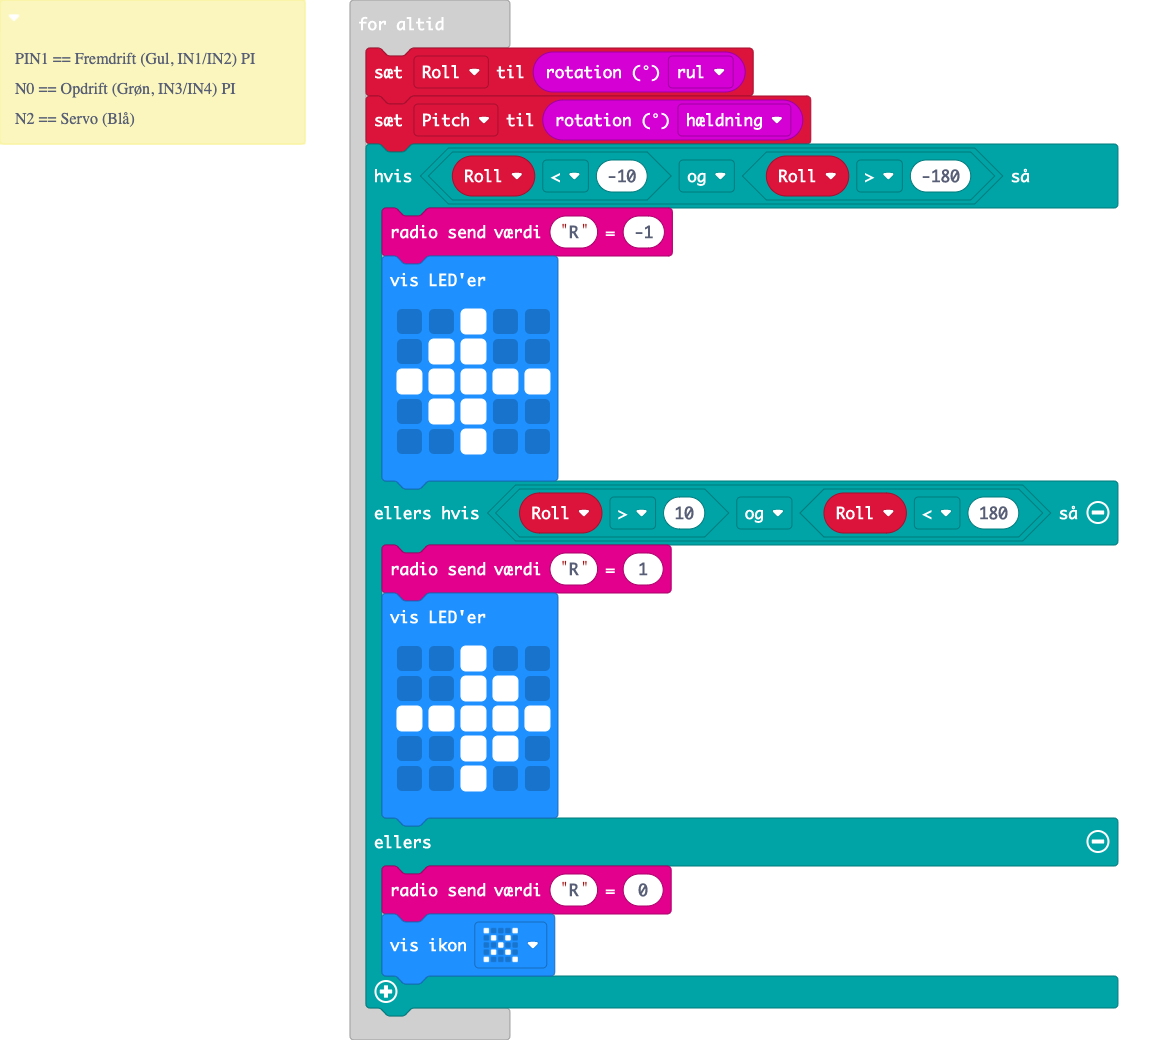 PIN1 == Fremdrift (Gul, IN1/IN2) PI
N0 == Opdrift (Grøn, IN3/IN4) PI
N2 == Servo (Blå)
for altid
sæt Roll til rotation (°) rul
sæt Pitch til rotation (°) hældning
hvis Roll < -10 og Roll > -180 så
radio send værdi "R" = -1
vis LED'er
ellers hvis Roll > 10 og Roll < 180 så
radio send værdi "R" = 1
vis LED'er
ellers
radio send værdi "R" = 0
vis ikon